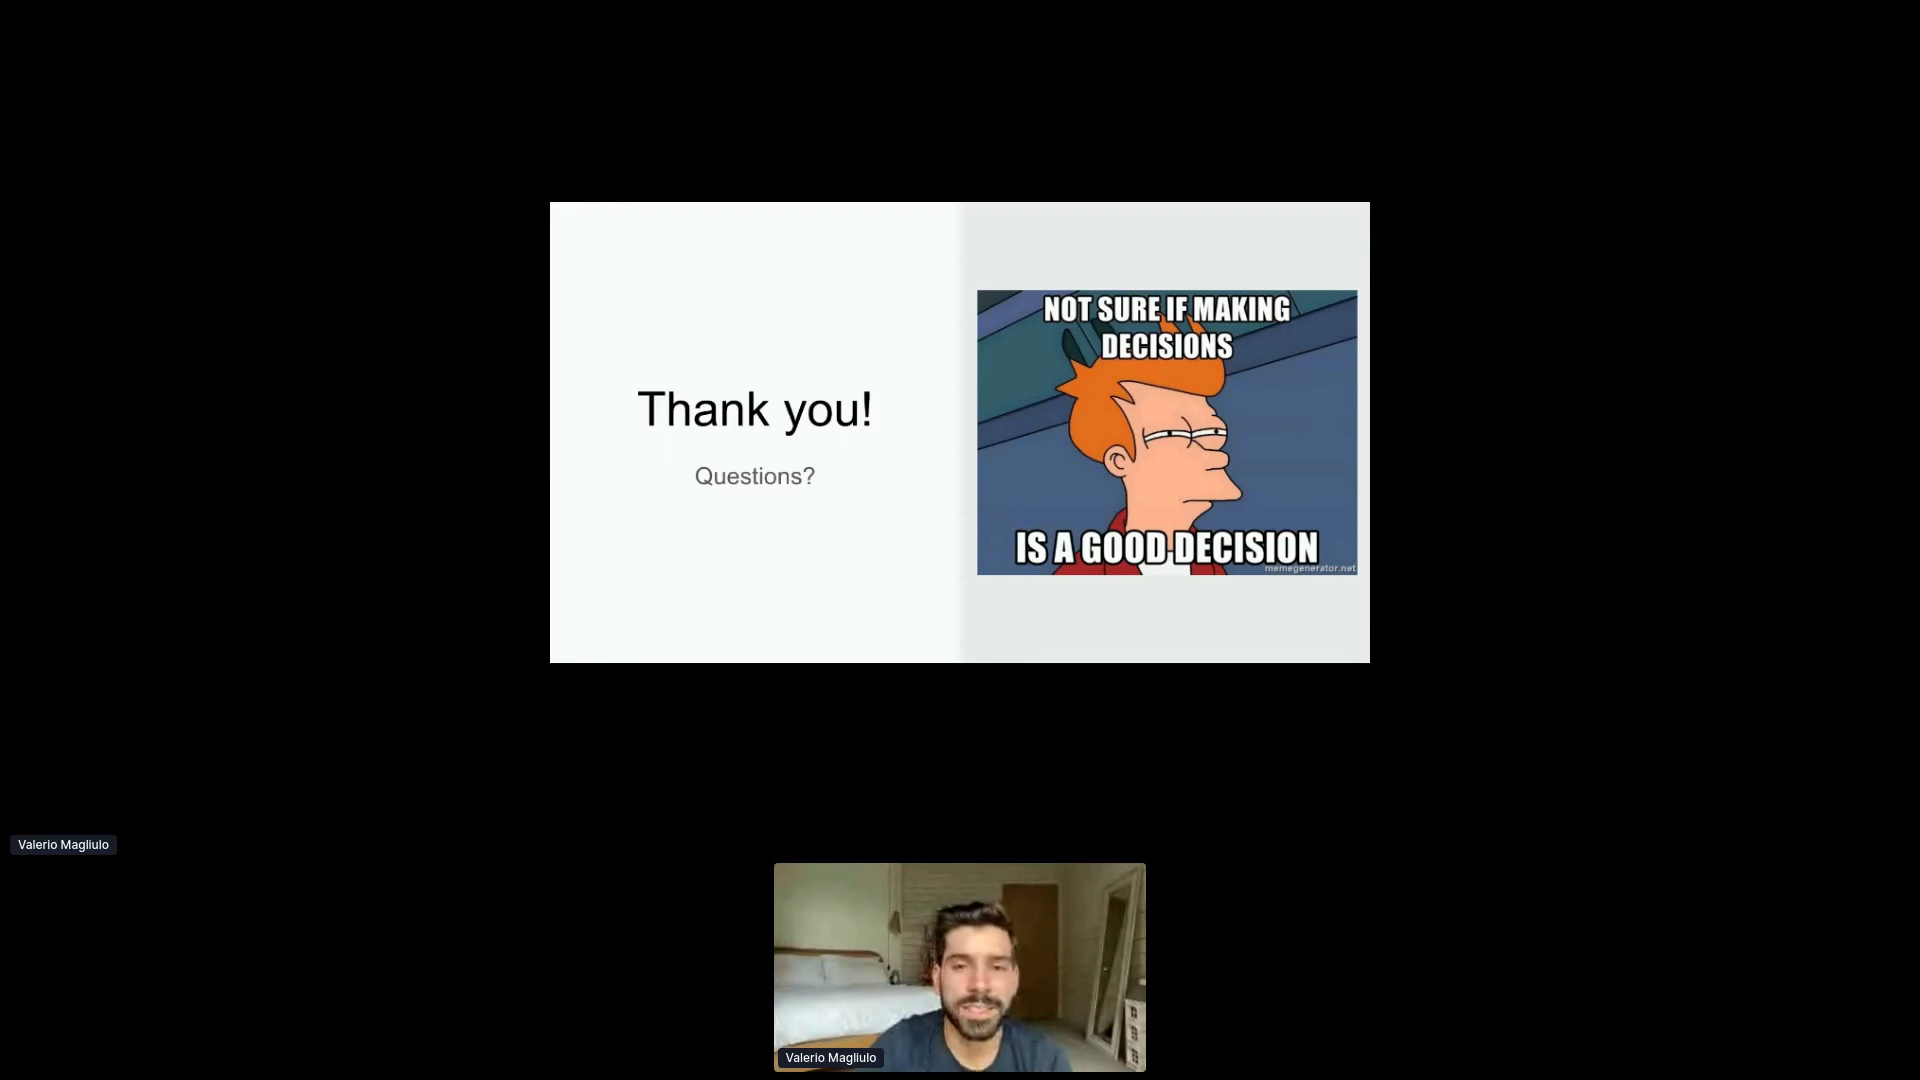 Thank you!
Questions?
NOT SURE IF MAKING
DECISIONS
IS A GOOD DECISION
memegenerator.net
Valerio Magliulo
Valerio Magliulo